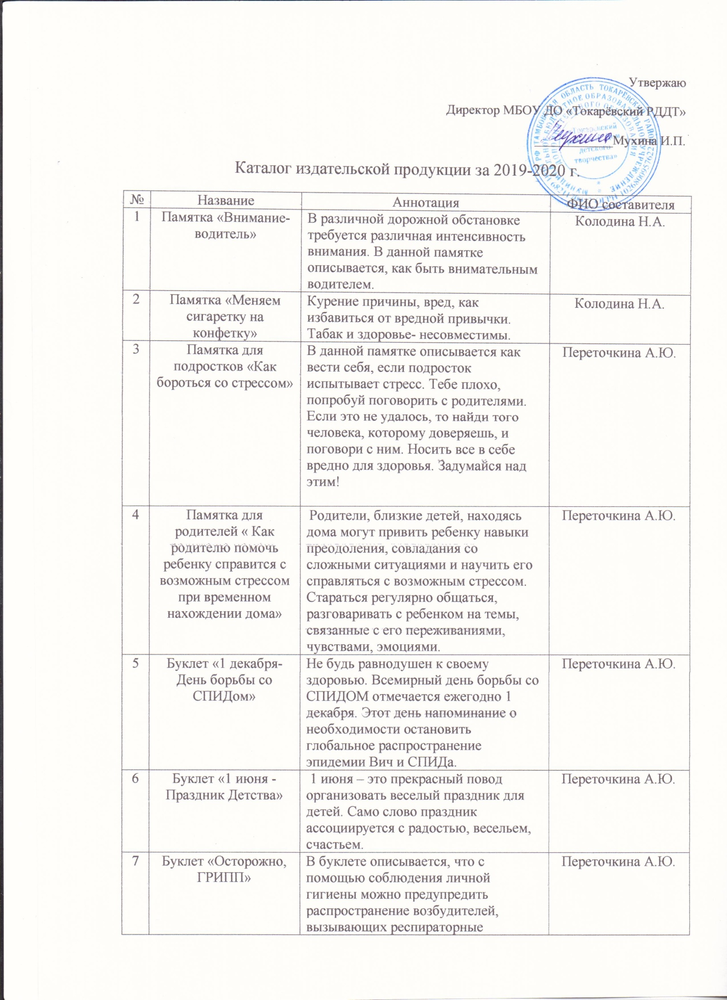 Утвержаю
Директор МБОУ ДО «Токарёвский РДДТ»
Мухина И.П.
ТАМБОВСКАЯ ОБЛАСТЬ ТОКАРЁВСКИЙ РАЙОН
детского
творчества»
Каталог издательской продукции за 2019-2020 г.
№ Название Аннотация ФИО составителя
1 Памятка «Внимание- В различной дорожной обстановке Колодина Н.А.
водитель» требуется различная интенсивность
внимания. В данной памятке
описывается, как быть внимательным
водителем.
2 Памятка «Меняем Курение причины, вред, как Колодина Н.А.
сигаретку на избавиться от вредной привычки.
конфетку» Табак и здоровье- несовместимы.
3 Памятка для В данной памятке описывается как Переточкина А.Ю.
подростков «Как вести себя, если подросток
бороться со стрессом» испытывает стресс. Тебе плохо,
попробуй поговорить с родителями.
Если это не удалось, то найди того
человека, которому доверяешь, и
поговори с ним. Носить все в себе
вредно для здоровья. Задумайся над
этим!
4 Памятка для Родители, близкие детей, находясь Переточкина А.Ю.
родителей « Как дома могут привить ребенку навыки
родителю помочь преодоления, совладания со
ребенку справится с сложными ситуациями и научить его
возможным стрессом справляться с возможным стрессом.
при временном Стараться регулярно общаться,
нахождении дома» разговаривать с ребенком на темы,
связанные с его переживаниями,
чувствами, эмоциями.
5 Буклет «1 декабря- Не будь равнодушен к своему Переточкина А.Ю.
День борьбы со здоровью. Всемирный день борьбы со
СПИДом» СПИДОМ отмечается ежегодно 1
декабря. Этот день напоминание о
необходимости остановить
глобальное распространение
эпидемии Вич и СПИДа.
6 Буклет «1 июня - 1 июня – это прекрасный повод Переточкина А.Ю.
Праздник Детства» организовать веселый праздник для
детей. Само слово праздник
ассоциируется с радостью, весельем,
счастьем.
7 Буклет «Осторожно, В буклете описывается, что с Переточкина А.Ю.
ГРИПП» помощью соблюдения личной
гигиены можно предупредить
распространение возбудителей,
вызывающих респираторные